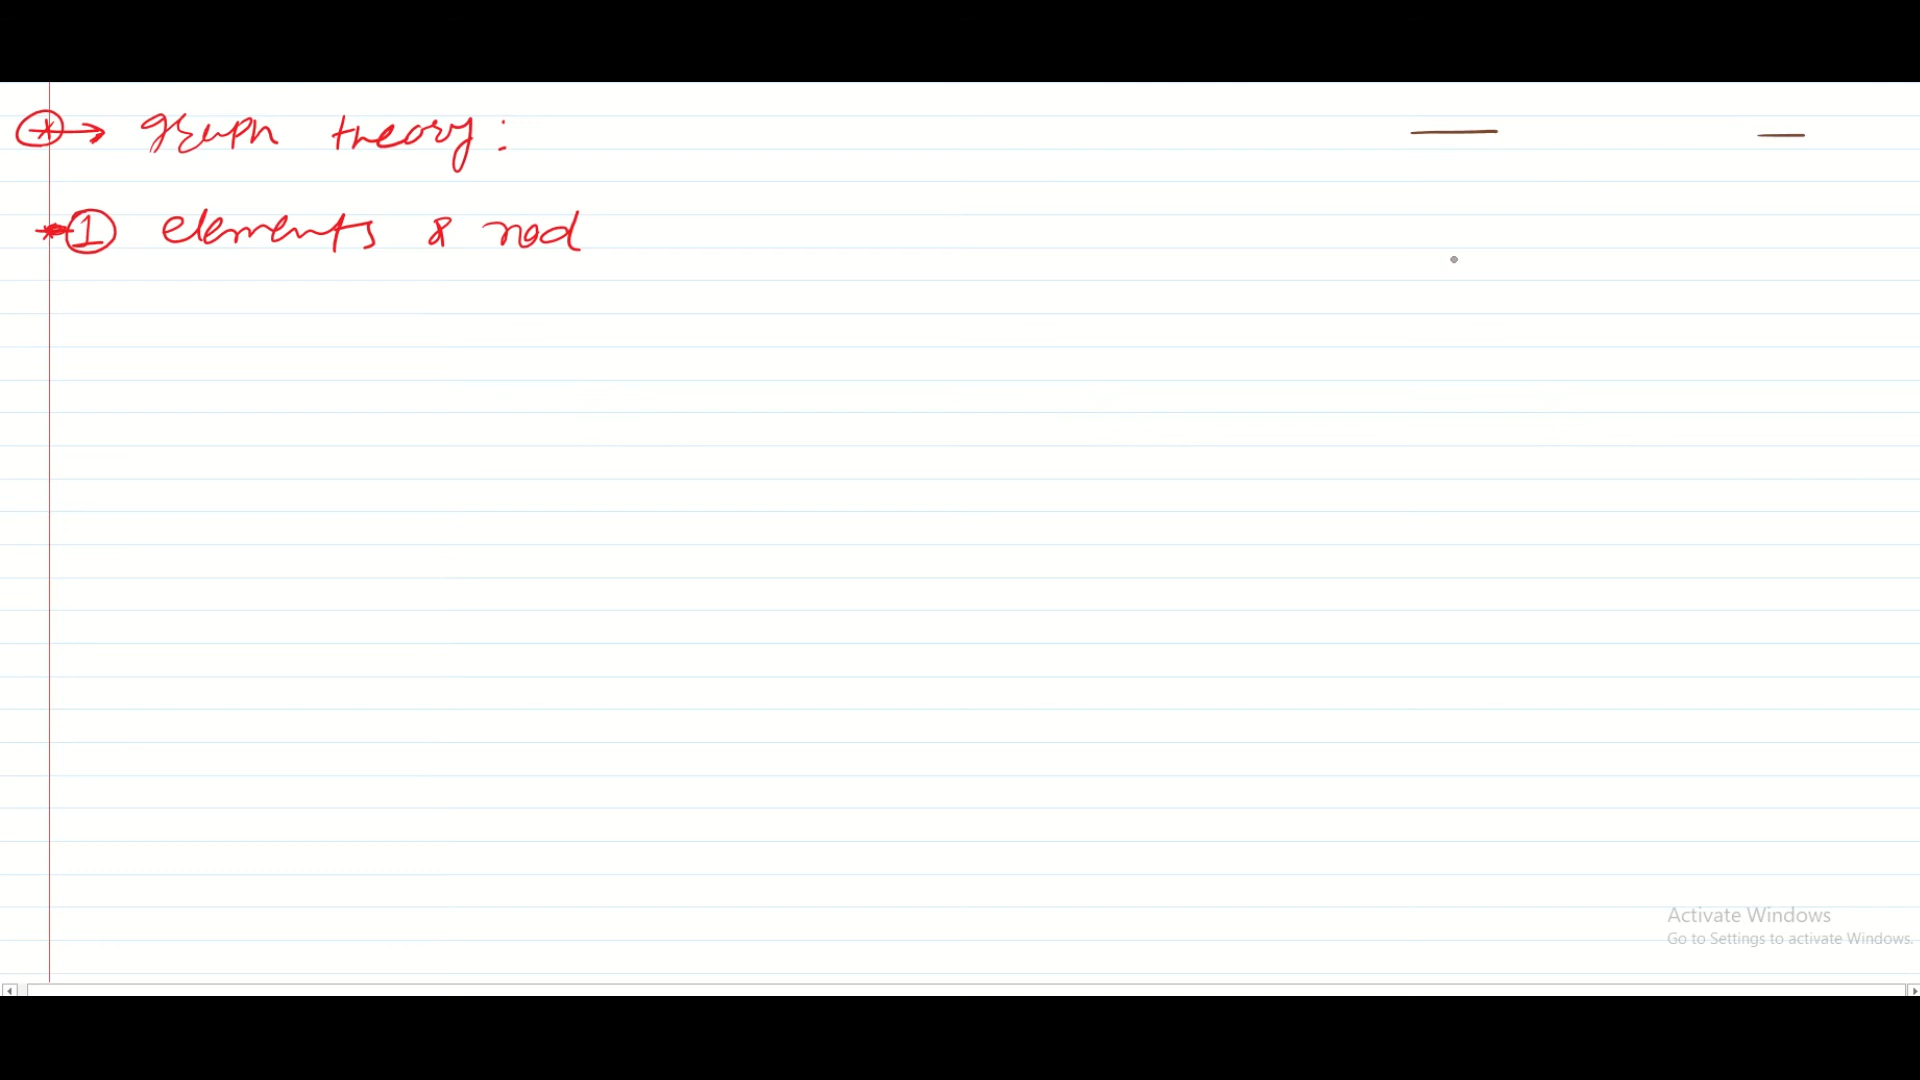 * → graph theory:
* ① elements & nod
Activate Windows
Go to Settings to activate Windows.